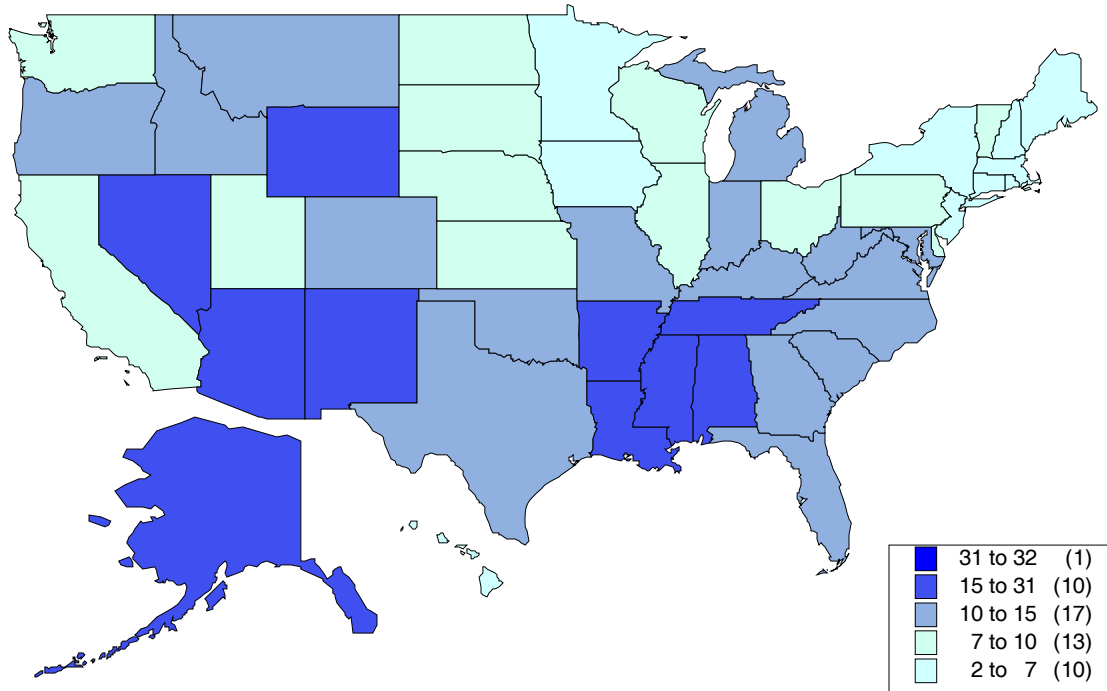 31 to 32 (1)
15 to 31 (10)
10 to 15 (17)
7 to 10 (13)
2 to 7 (10)